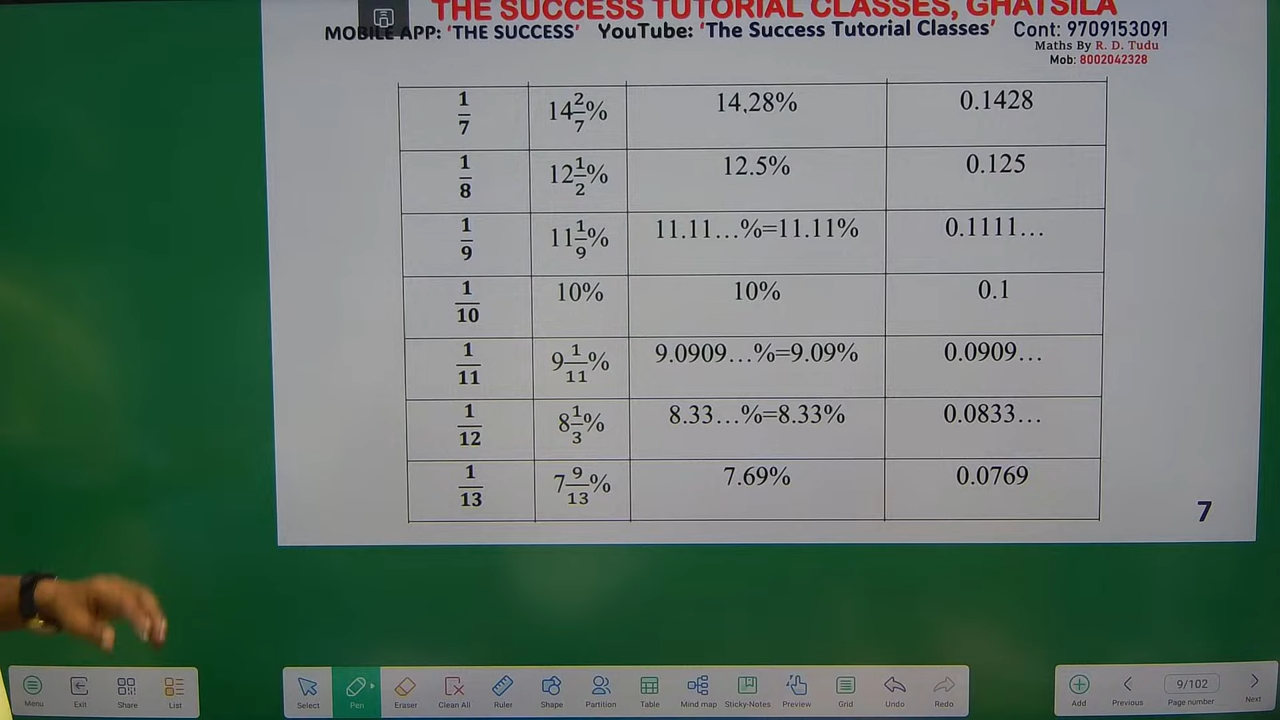 THE SUCCESS TUTORIAL CLASSES, GHATSILA
MOBILE APP: 'THE SUCCESS' YouTube: 'The Success Tutorial Classes' Cont: 9709153091
Maths By R. D. Tudu
Mob: 8002042328
1/7 14 2/7% 14.28% 0.1428
1/8 12 1/2% 12.5% 0.125
1/9 11 1/9% 11.11...%=11.11% 0.1111...
1/10 10% 10% 0.1
1/11 9 1/11% 9.0909...%=9.09% 0.0909...
1/12 8 1/3% 8.33...%=8.33% 0.0833...
1/13 7 9/13% 7.69% 0.0769
7
Menu Exit Share List Select Pen Eraser Clean All Ruler Shape Partition Table Mind map Sticky-Notes Preview Grid Undo Redo Add Previous 9/102 Page number Next